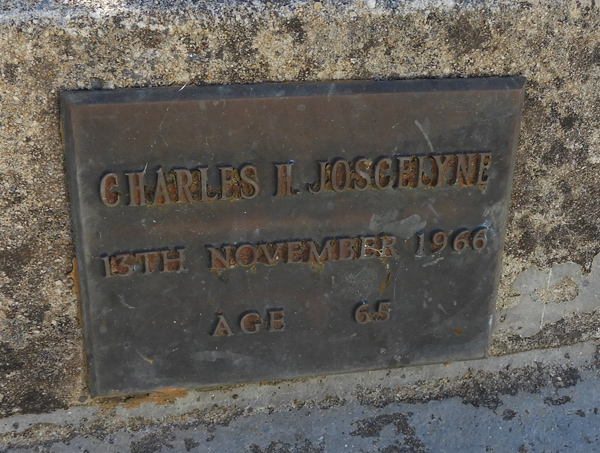 CHARLES H. JOSCELYNE
13TH NOVEMBER 1966
AGE 65